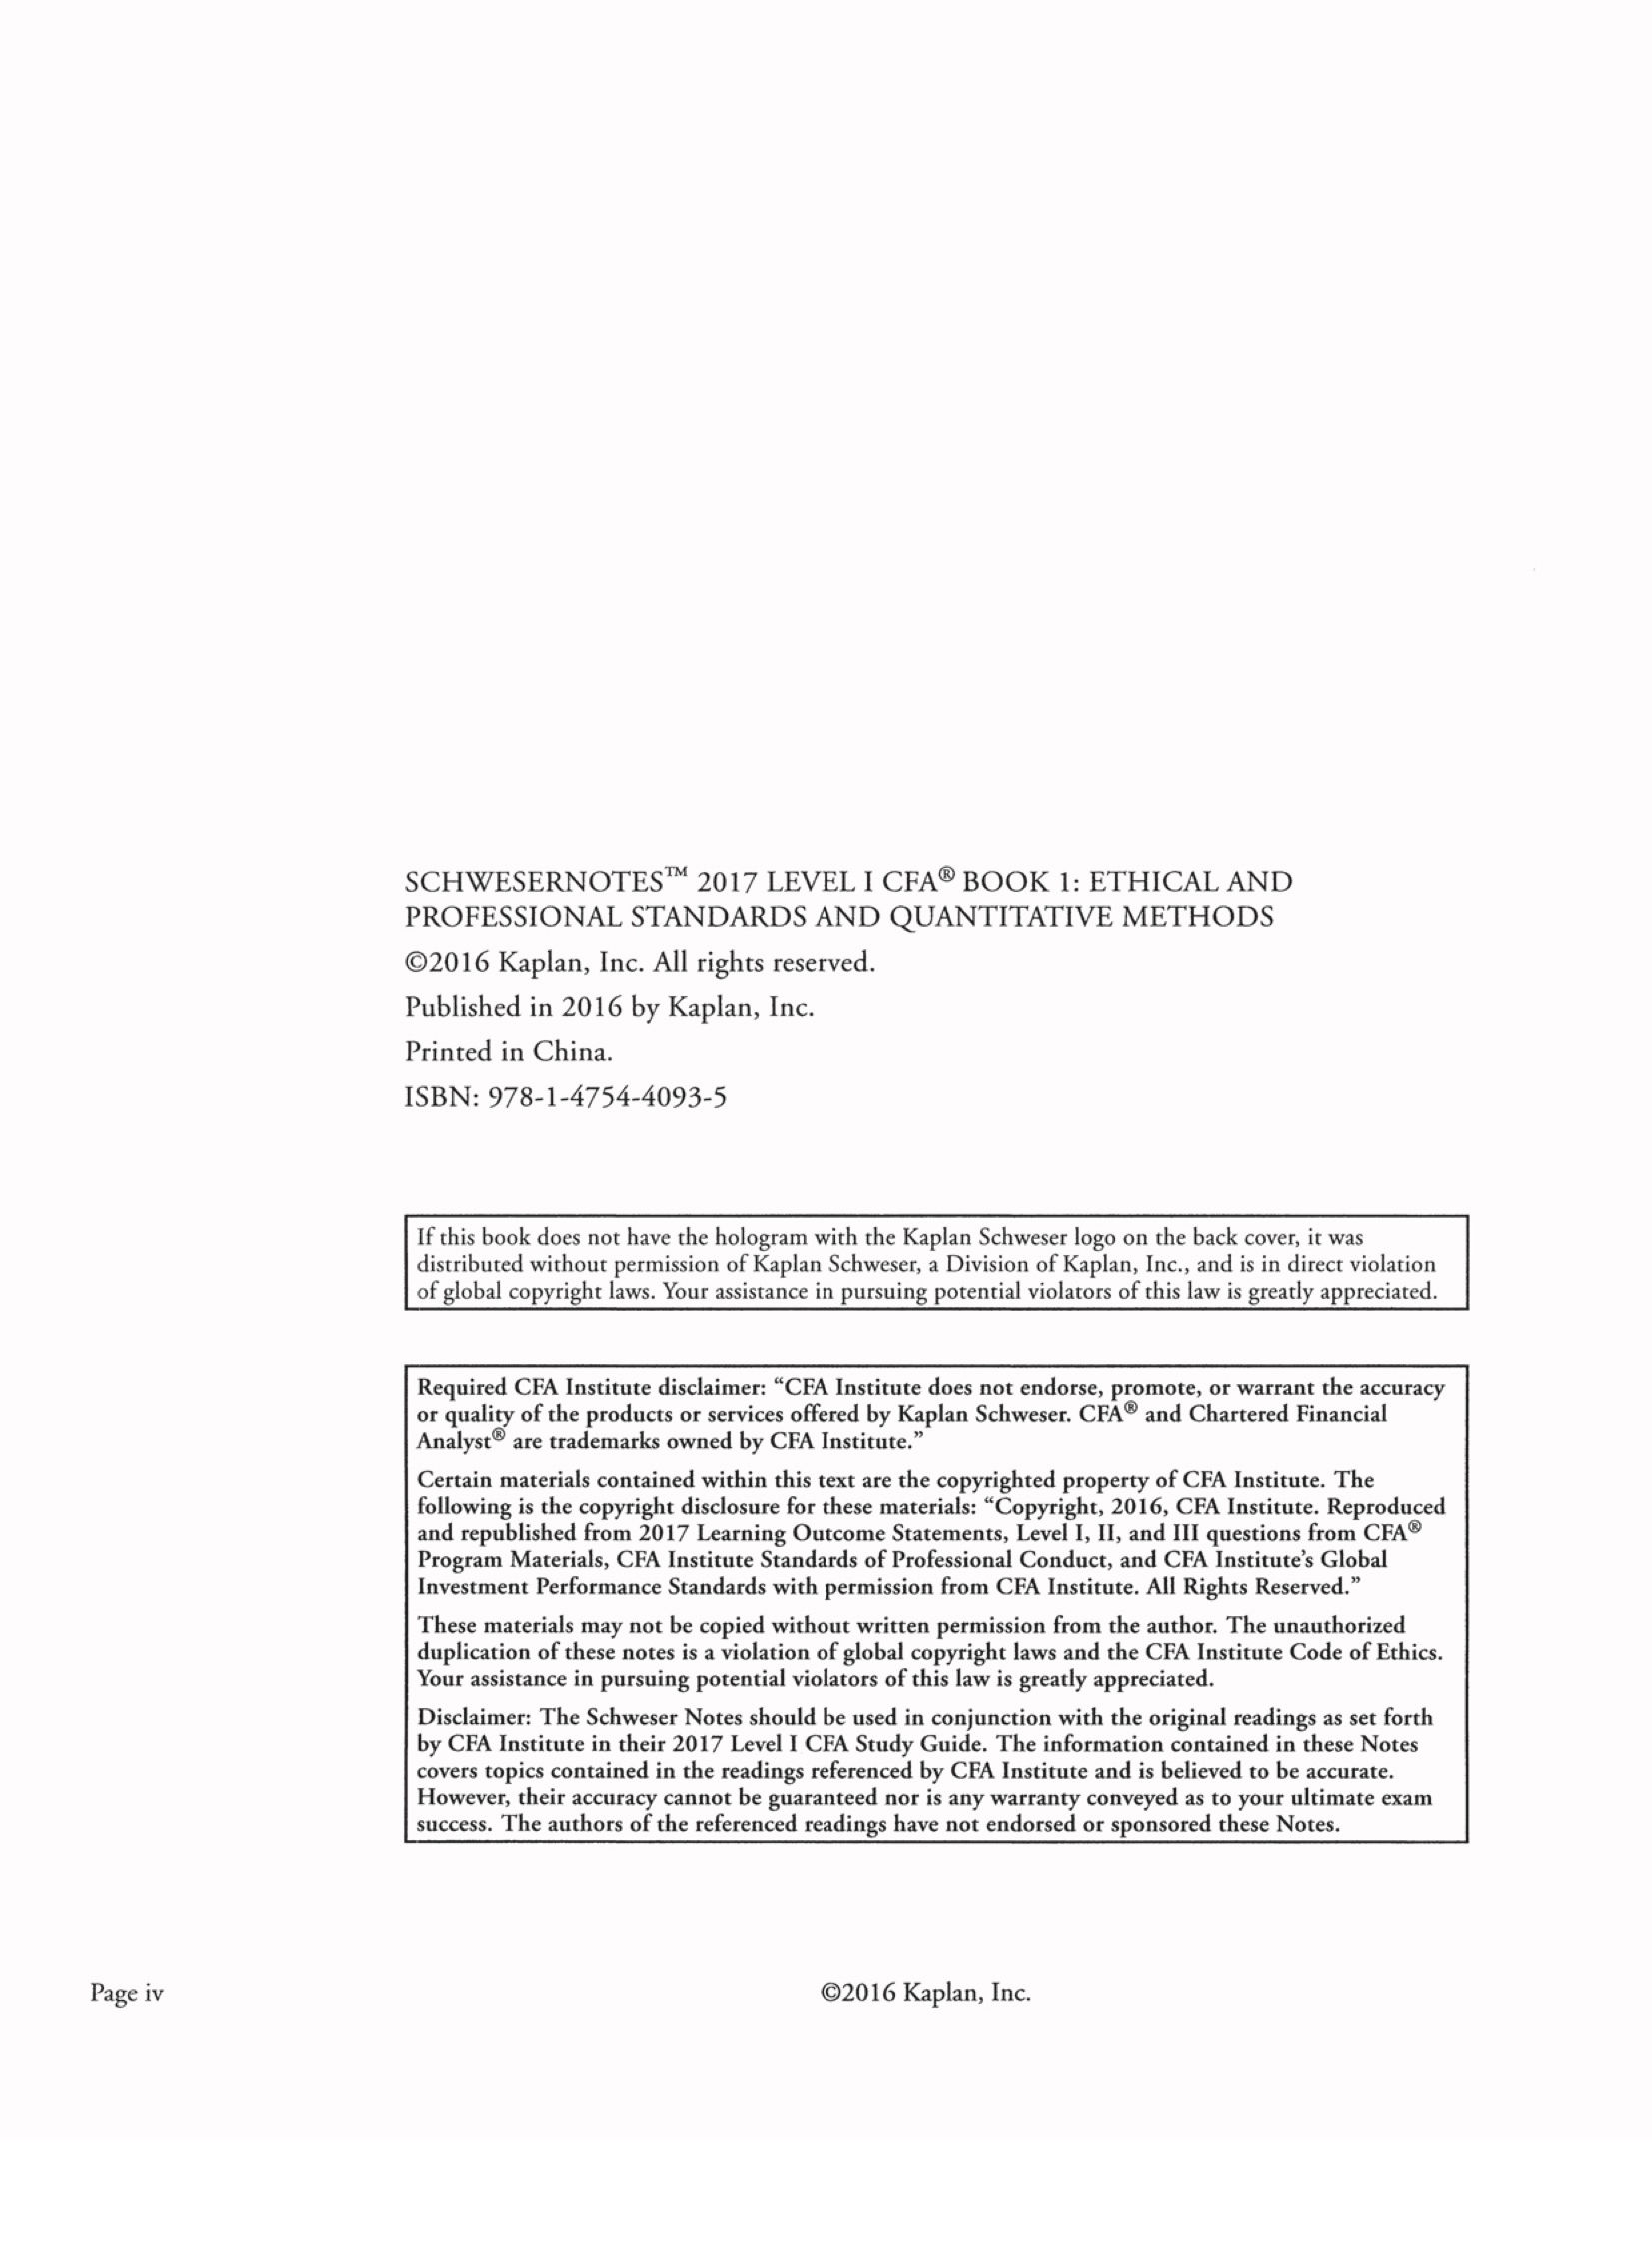 SCHWESERNOTES™ 2017 LEVEL I CFA® BOOK 1: ETHICAL AND
PROFESSIONAL STANDARDS AND QUANTITATIVE METHODS
©2016 Kaplan, Inc. All rights reserved.
Published in 2016 by Kaplan, Inc.
Printed in China.
ISBN: 978-1-4754-4093-5
If this book does not have the hologram with the Kaplan Schweser logo on the back cover, it was
distributed without permission of Kaplan Schweser, a Division of Kaplan, Inc., and is in direct violation
of global copyright laws. Your assistance in pursuing potential violators of this law is greatly appreciated.
Required CFA Institute disclaimer: “CFA Institute does not endorse, promote, or warrant the accuracy
or quality of the products or services offered by Kaplan Schweser. CFA® and Chartered Financial
Analyst® are trademarks owned by CFA Institute.”
Certain materials contained within this text are the copyrighted property of CFA Institute. The
following is the copyright disclosure for these materials: “Copyright, 2016, CFA Institute. Reproduced
and republished from 2017 Learning Outcome Statements, Level I, II, and III questions from CFA®
Program Materials, CFA Institute Standards of Professional Conduct, and CFA Institute’s Global
Investment Performance Standards with permission from CFA Institute. All Rights Reserved.”
These materials may not be copied without written permission from the author. The unauthorized
duplication of these notes is a violation of global copyright laws and the CFA Institute Code of Ethics.
Your assistance in pursuing potential violators of this law is greatly appreciated.
Disclaimer: The Schweser Notes should be used in conjunction with the original readings as set forth
by CFA Institute in their 2017 Level I CFA Study Guide. The information contained in these Notes
covers topics contained in the readings referenced by CFA Institute and is believed to be accurate.
However, their accuracy cannot be guaranteed nor is any warranty conveyed as to your ultimate exam
success. The authors of the referenced readings have not endorsed or sponsored these Notes.
Page iv
©2016 Kaplan, Inc.